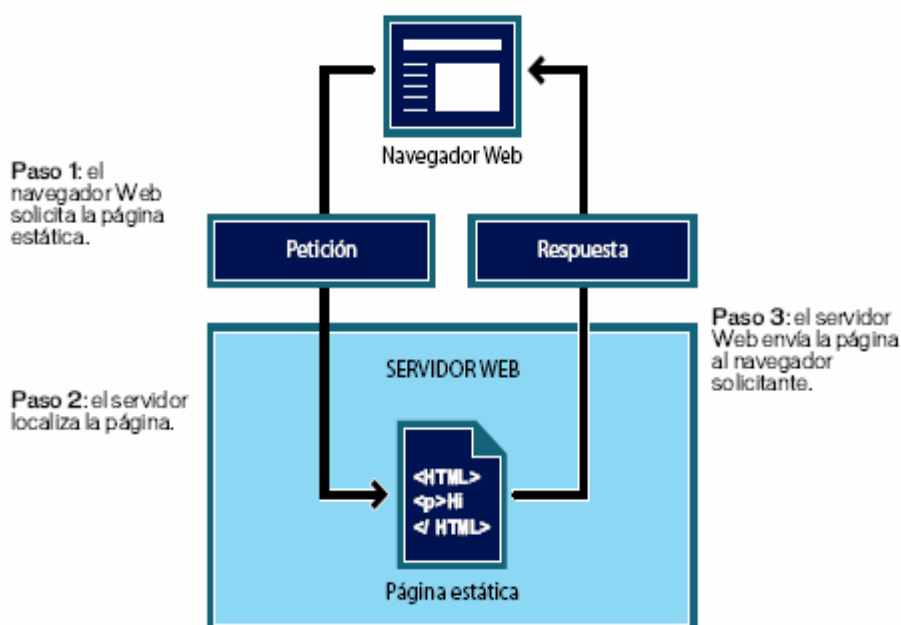 Navegador Web
Paso 1: el
navegador Web
solicita la página
estática.
Petición
Respuesta
Paso 3: el servidor
Web envía la página
al navegador
solicitante.
SERVIDOR WEB
Paso 2: el servidor
localiza la página.
<HTML>
<p>Hi
</ HTML>
Página estática